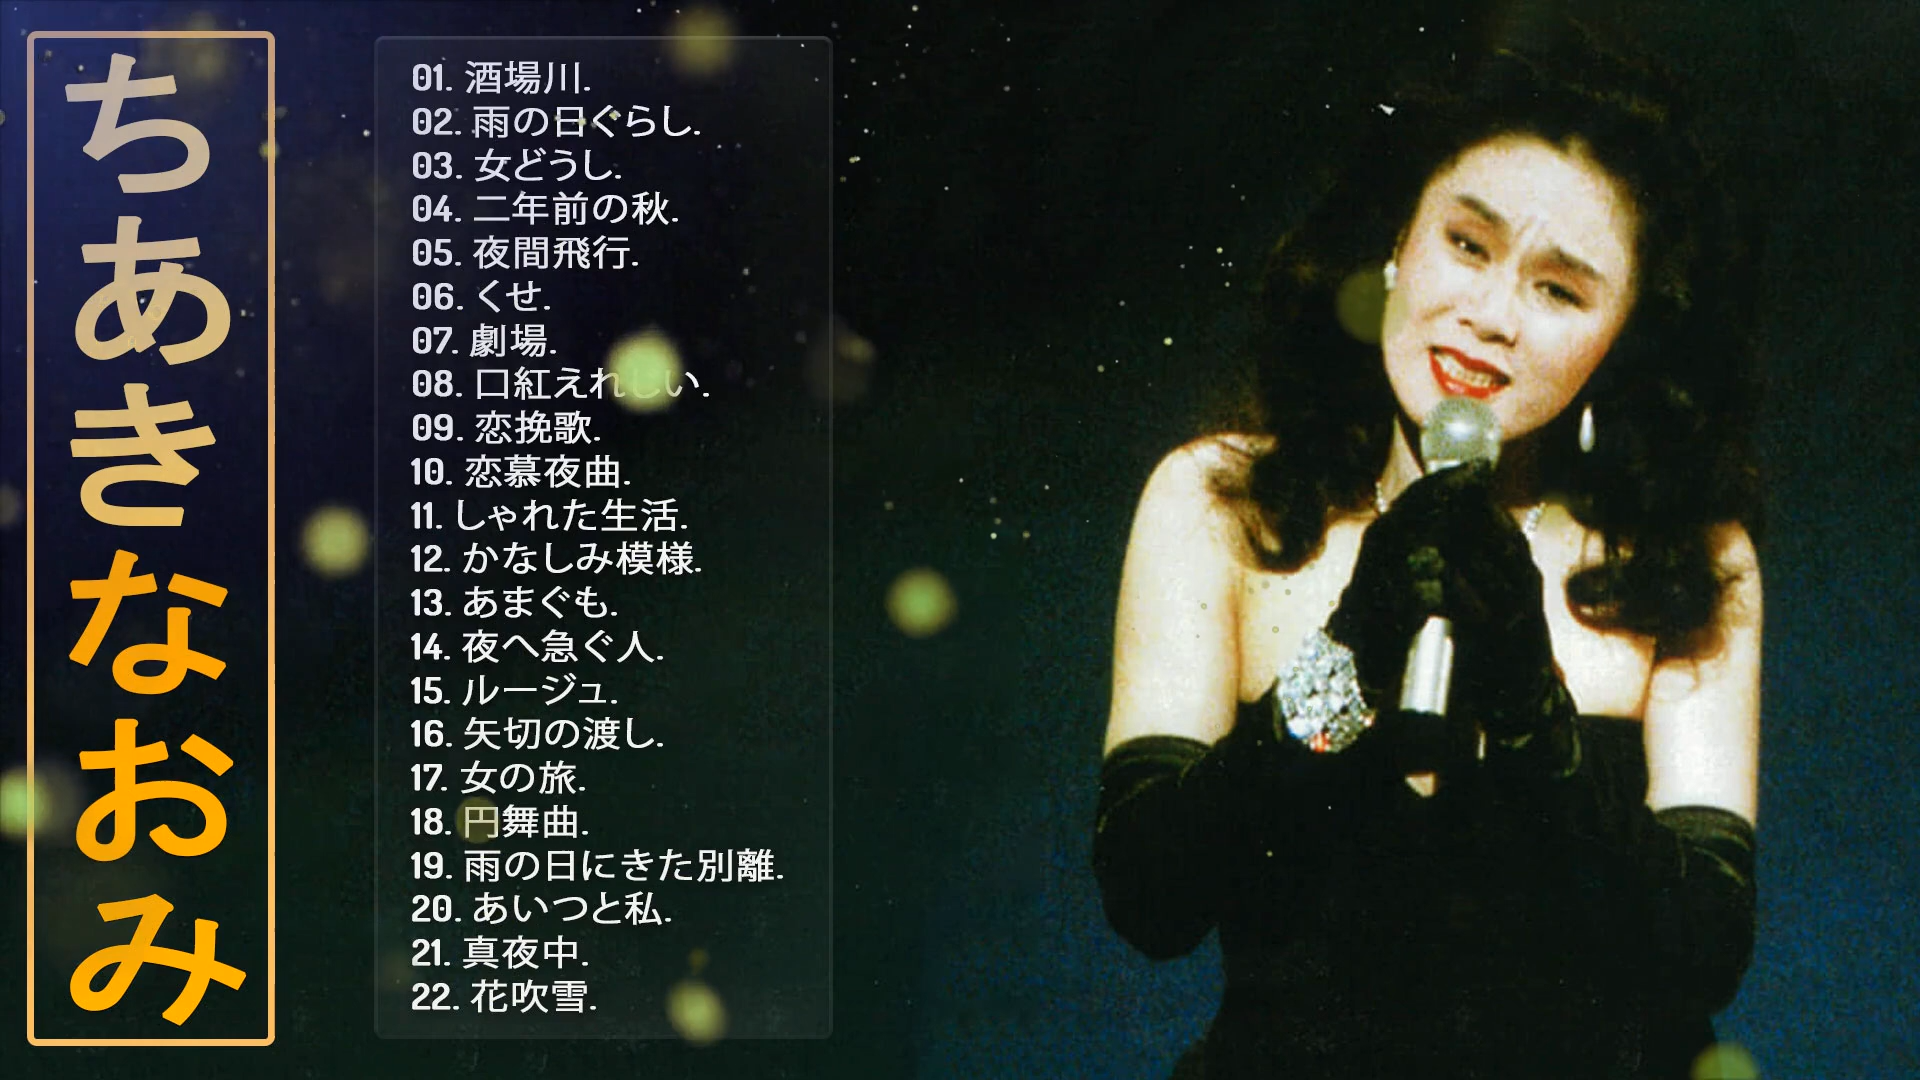 ちあきなおみ
01. 酒場川.
02. 雨の日ぐらし.
03. 女どうし.
04. 二年前の秋.
05. 夜間飛行.
06. くせ.
07. 劇場.
08. 口紅えれじい.
09. 恋挽歌.
10. 恋慕夜曲.
11. しゃれた生活.
12. かなしみ模様.
13. あまぐも.
14. 夜へ急ぐ人.
15. ルージュ.
16. 矢切の渡し.
17. 女の旅.
18. 円舞曲.
19. 雨の日にきた別離.
20. あいつと私.
21. 真夜中.
22. 花吹雪.